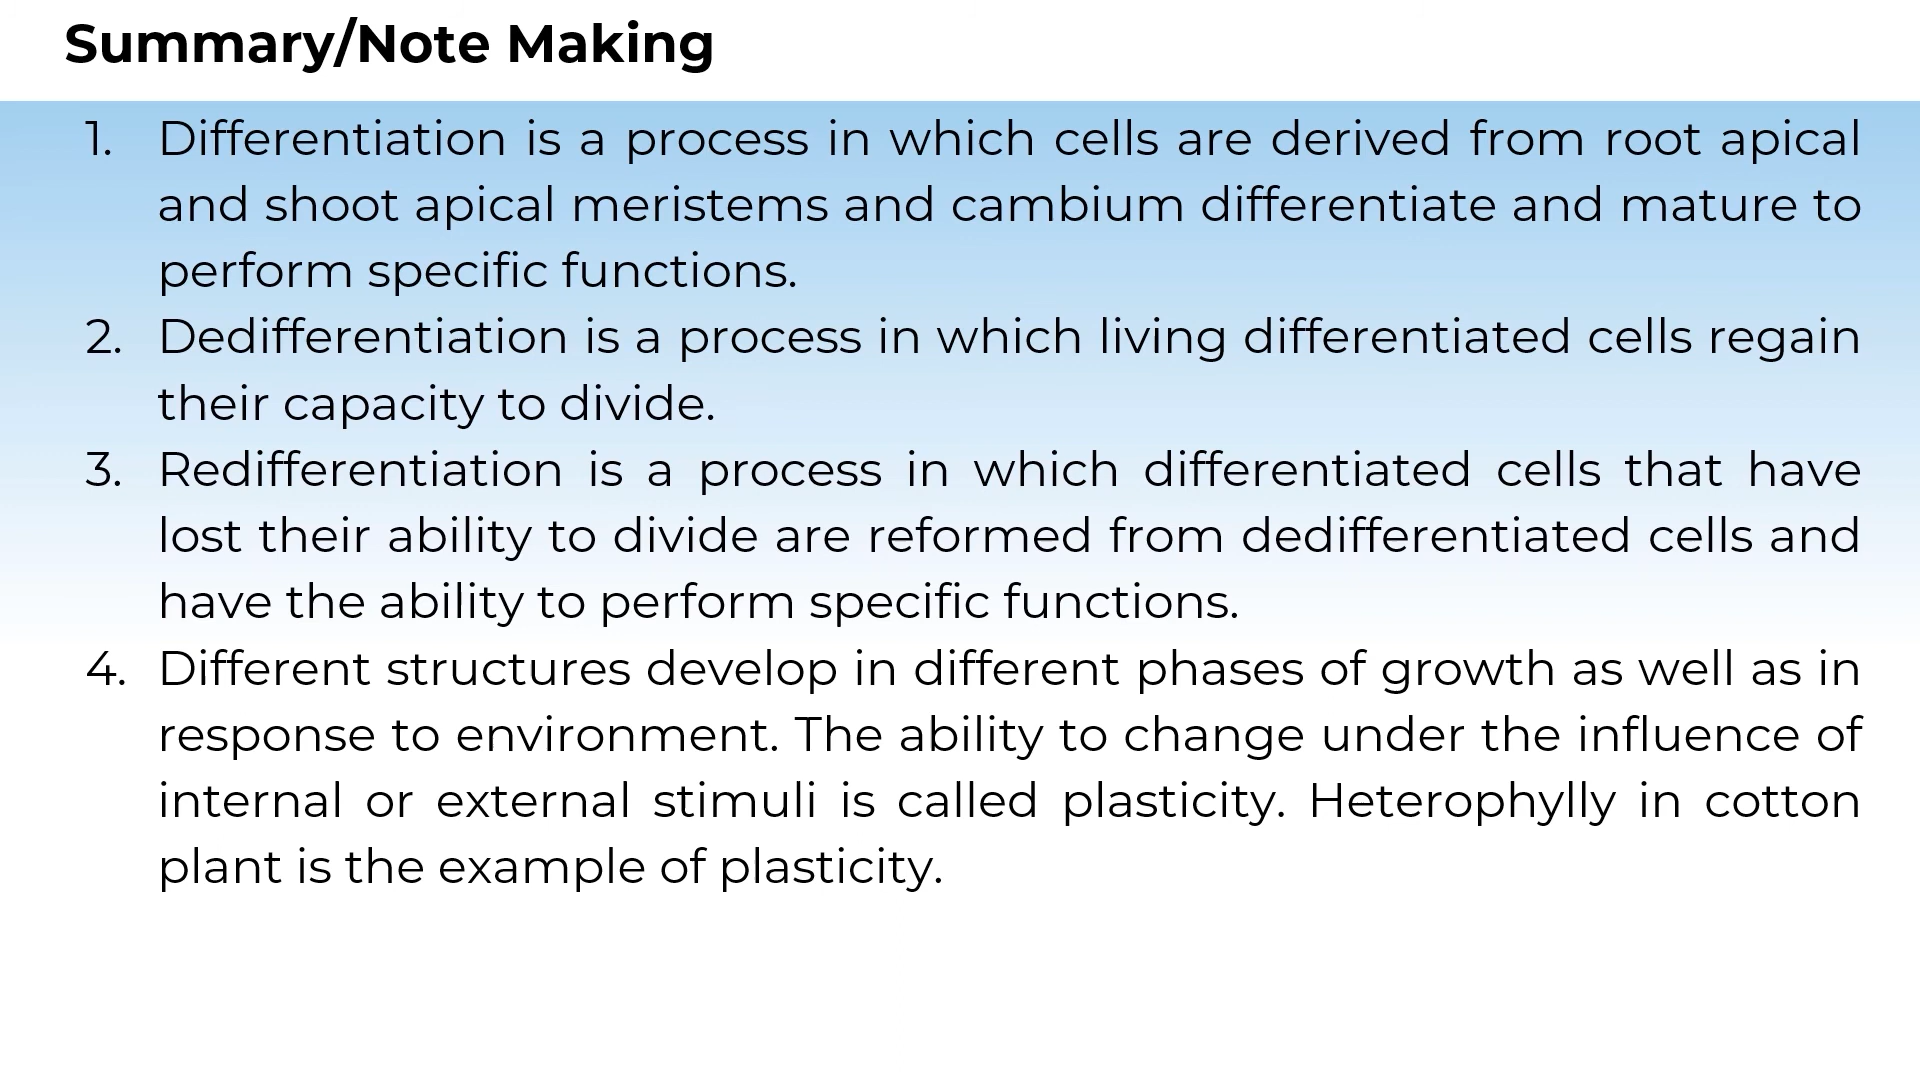 Summary/Note Making
1. Differentiation is a process in which cells are derived from root apical
and shoot apical meristems and cambium differentiate and mature to
perform specific functions.
2. Dedifferentiation is a process in which living differentiated cells regain
their capacity to divide.
3. Redifferentiation is a process in which differentiated cells that have
lost their ability to divide are reformed from dedifferentiated cells and
have the ability to perform specific functions.
4. Different structures develop in different phases of growth as well as in
response to environment. The ability to change under the influence of
internal or external stimuli is called plasticity. Heterophylly in cotton
plant is the example of plasticity.